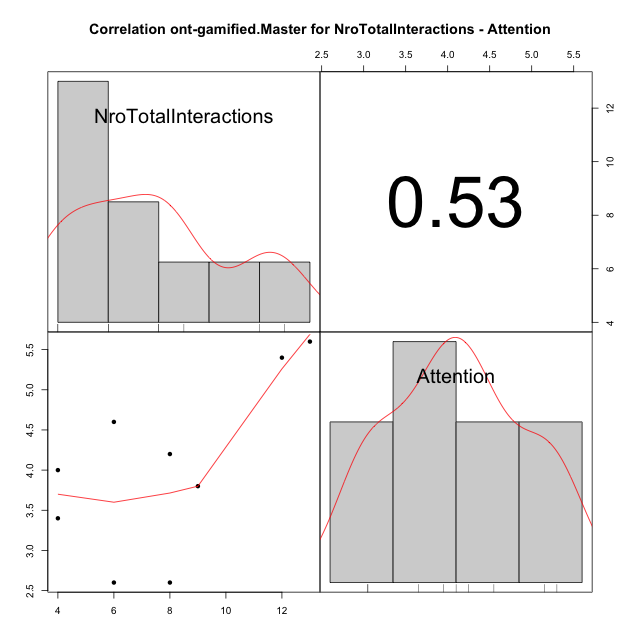 Correlation ont-gamified.Master for NroTotalInteractions - Attention
2.5 3.0 3.5 4.0 4.5 5.0 5.5
NroTotalInteractions
0.53
12
10
8
6
4
5.5
5.0
4.5
4.0
3.5
3.0
2.5
Attention
4 6 8 10 12